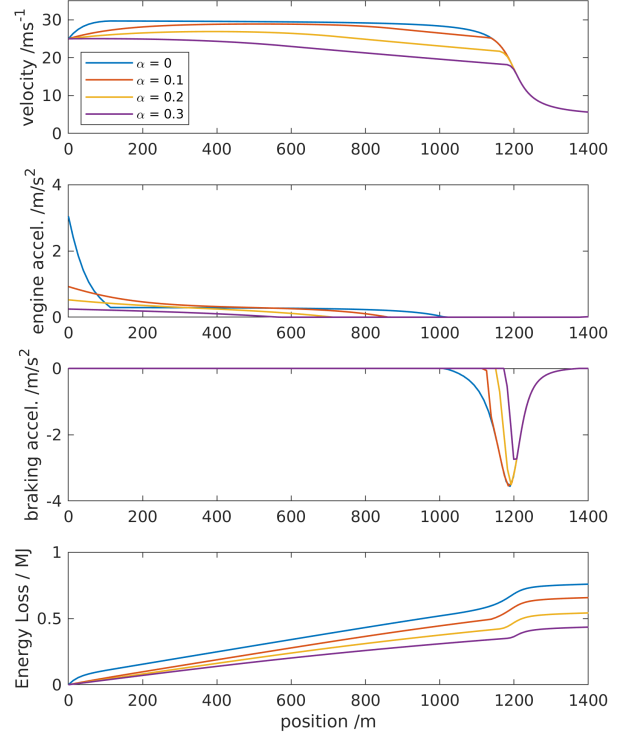 velocity /ms⁻¹
30
20
10
0
α = 0
α = 0.1
α = 0.2
α = 0.3
0 200 400 600 800 1000 1200 1400
engine accel. /m/s²
4
2
0
0 200 400 600 800 1000 1200 1400
braking accel. /m/s²
0
-2
-4
0 200 400 600 800 1000 1200 1400
Energy Loss / MJ
1
0.5
0
0 200 400 600 800 1000 1200 1400
position /m